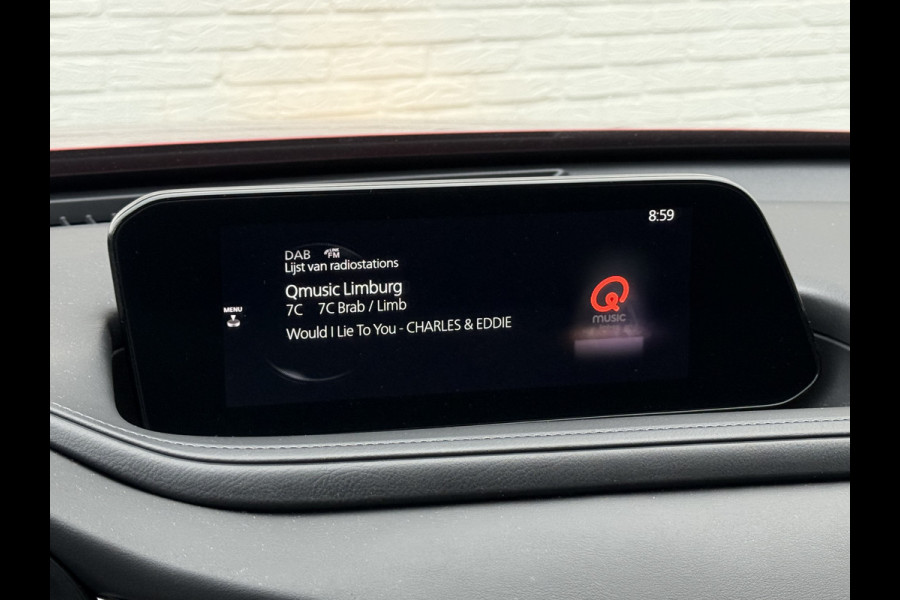 8:59
DAB LINK FM
Lijst van radiostations
Qmusic Limburg
7C 7C Brab / Limb
Would I Lie To You - CHARLES & EDDIE
MENU
Q
music